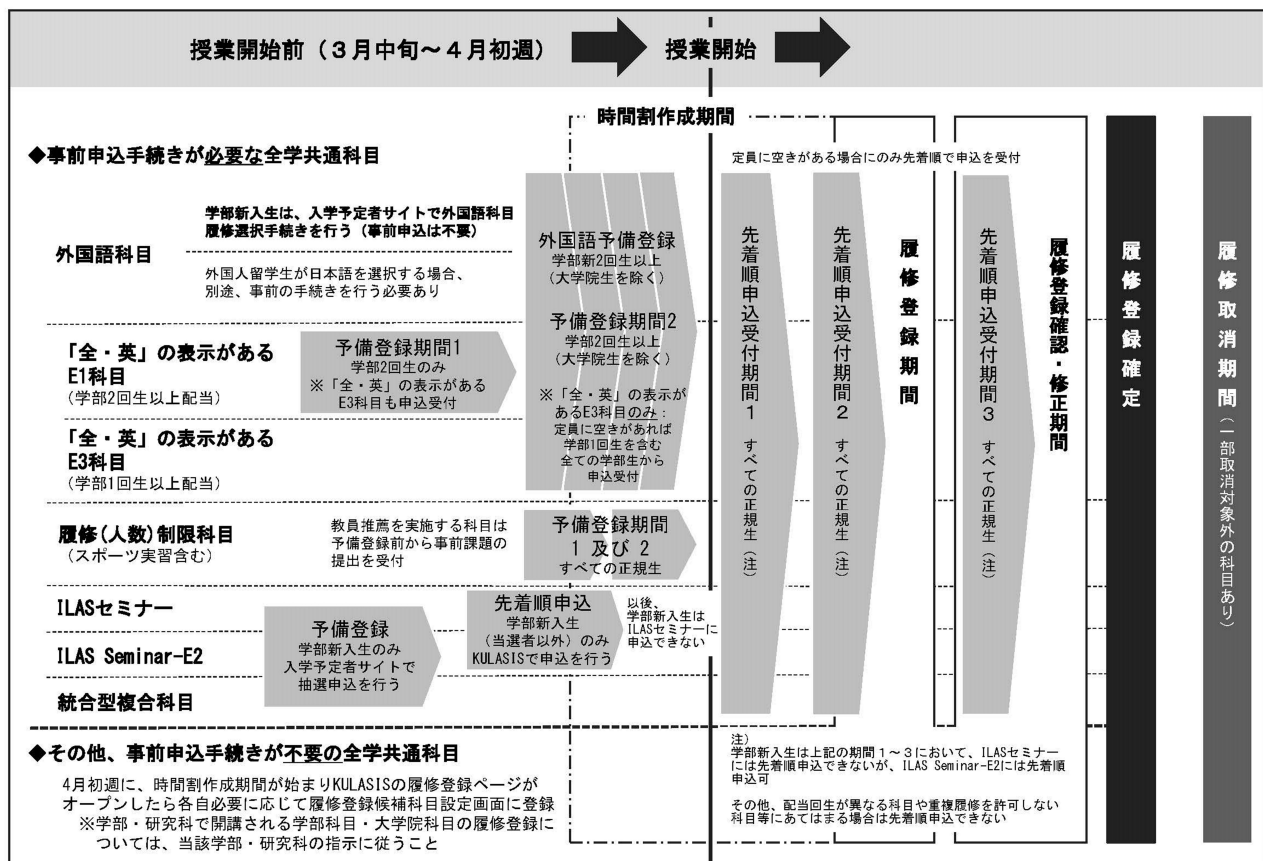 授業開始前（３月中旬～４月初週）
授業開始
時間割作成期間
◆事前申込手続きが必要な全学共通科目
定員に空きがある場合にのみ先着順で申込を受付
外国語科目
学部新入生は、入学予定者サイトで外国語科目
履修選択手続きを行う（事前申込は不要）
外国人留学生が日本語を選択する場合、
別途、事前の手続きを行う必要あり
外国語予備登録
学部新2回生以上
（大学院生を除く）
予備登録期間2
学部2回生以上
（大学院生を除く）
※「全・英」の表示が
あるE3科目のみ：
定員に空きがあれば
学部1回生を含む
全ての学部生から
申込受付
「全・英」の表示がある
E1科目
（学部2回生以上配当）
予備登録期間1
学部2回生のみ
※「全・英」の表示がある
E3科目も申込受付
「全・英」の表示がある
E3科目
（学部1回生以上配当）
履修(人数)制限科目
（スポーツ実習含む）
教員推薦を実施する科目は
予備登録前から事前課題の
提出を受付
予備登録期間
1 及び 2
すべての正規生
ILASセミナー
ILAS Seminar-E2
統合型複合科目
予備登録
学部新入生のみ
入学予定者サイトで
抽選申込を行う
先着順申込
学部新入生
（当選者以外）のみ
KULASISで申込を行う
以後、
学部新入生は
ILASセミナーに
申込できない
先着順申込受付期間１ すべての正規生（注）
先着順申込受付期間２ すべての正規生（注）
履修登録期間
先着順申込受付期間３ すべての正規生（注）
履修登録確認・修正期間
履修登録確定
履修取消期間（一部取消対象外の科目あり）
◆その他、事前申込手続きが不要の全学共通科目
4月初週に、時間割作成期間が始まりKULASISの履修登録ページが
オープンしたら各自必要に応じて履修登録候補科目設定画面に登録
※学部・研究科で開講される学部科目・大学院科目の履修登録に
ついては、当該学部・研究科の指示に従うこと
注）
学部新入生は上記の期間１～３において、ILASセミナー
には先着順申込できないが、ILAS Seminar-E2には先着順
申込可
その他、配当回生が異なる科目や重複履修を許可しない
科目等にあてはまる場合は先着順申込できない